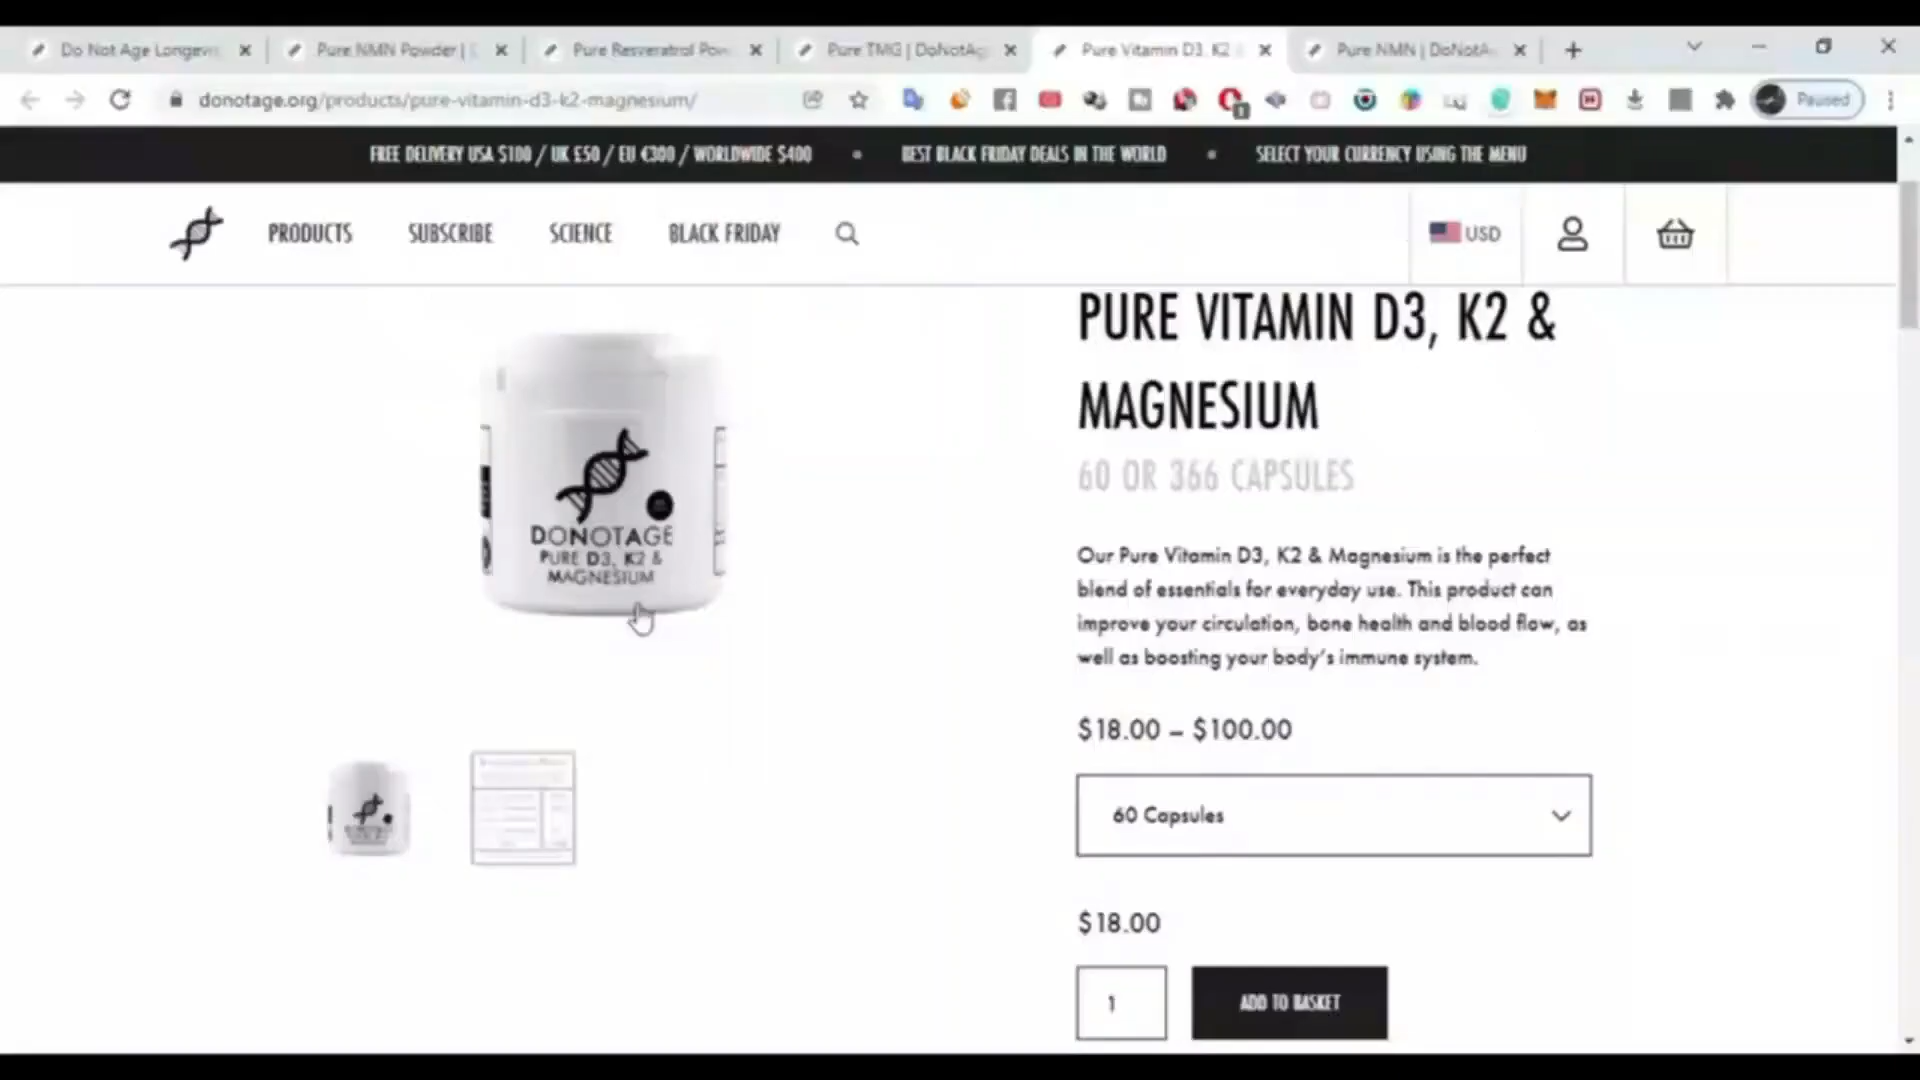 Do Not Age Longev
Pure NMN Powder |
Pure Resveratrol Pow
Pure TMG | DoNotAg
Pure Vitamin D3, K2
Pure NMN | DoNotA
donotage.org/products/pure-vitamin-d3-k2-magnesium/
Paused
FREE DELIVERY USA $100 / UK £50 / EU €300 / WORLDWIDE $400
BEST BLACK FRIDAY DEALS IN THE WORLD
SELECT YOUR CURRENCY USING THE MENU
PRODUCTS
SUBSCRIBE
SCIENCE
BLACK FRIDAY
USD
PURE VITAMIN D3, K2 &
MAGNESIUM
60 OR 366 CAPSULES
DONOTAGE
PURE D3, K2 &
MAGNESIUM
Our Pure Vitamin D3, K2 & Magnesium is the perfect
blend of essentials for everyday use. This product can
improve your circulation, bone health and blood flow, as
well as boosting your body's immune system.
$18.00 – $100.00
60 Capsules
$18.00
1
ADD TO BASKET